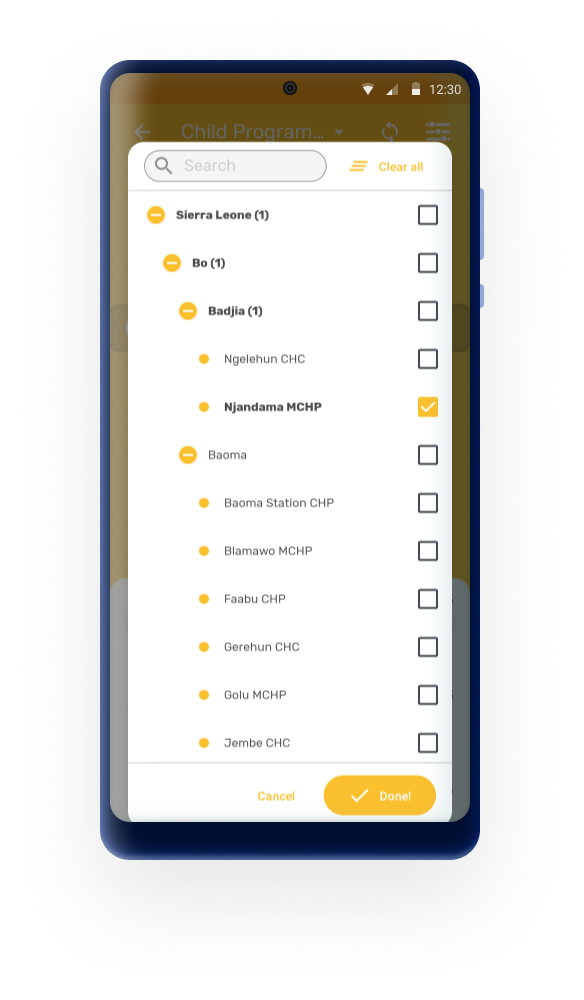 12:30
Child Program...
Search
Clear all
Sierra Leone (1)
Bo (1)
Badjia (1)
Ngelehun CHC
Njandama MCHP
Baoma
Baoma Station CHP
Blamawo MCHP
Faabu CHP
Gerehun CHC
Golu MCHP
Jembe CHC
Cancel
Done!